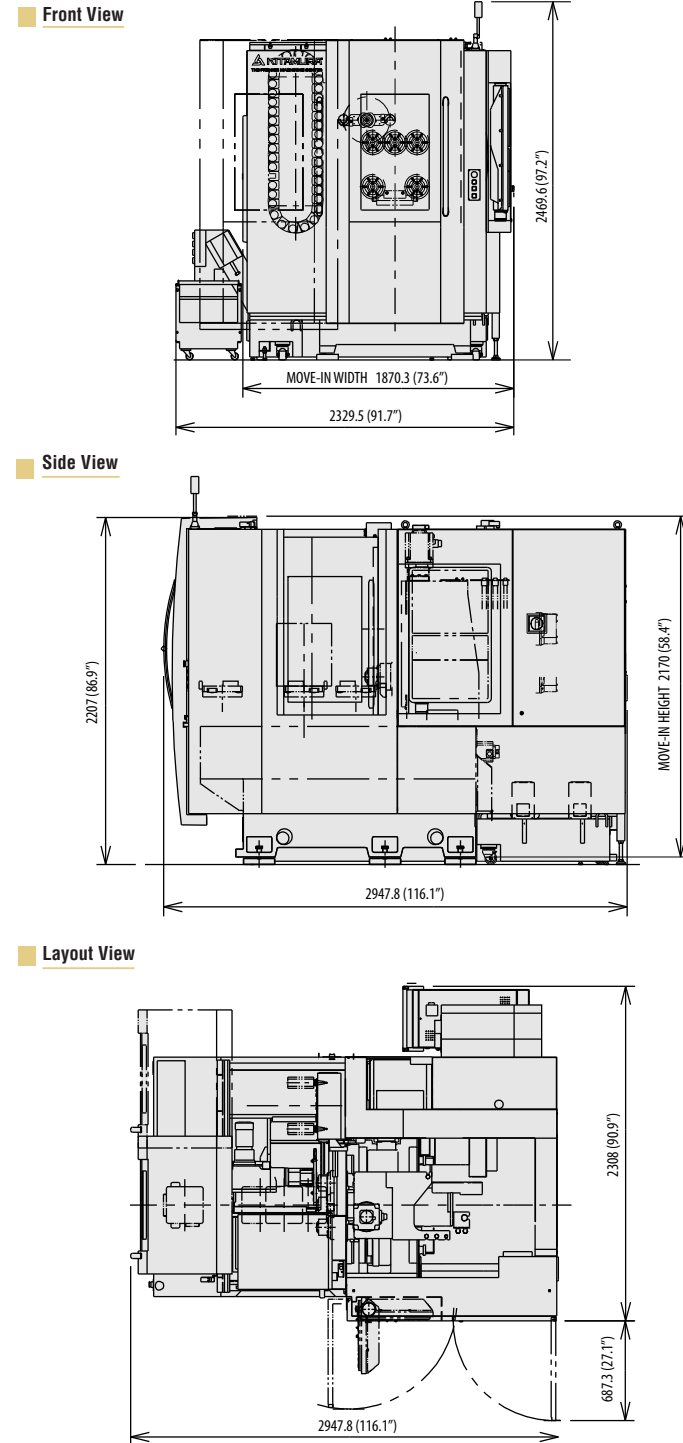 Front View
KITAMURA
2469.6 (97.2″)
MOVE-IN WIDTH 1870.3 (73.6″)
2329.5 (91.7″)
Side View
2207 (86.9″)
MOVE-IN HEIGHT 2170 (58.4″)
2947.8 (116.1″)
Layout View
2308 (90.9″)
687.3 (27.1″)
2947.8 (116.1″)